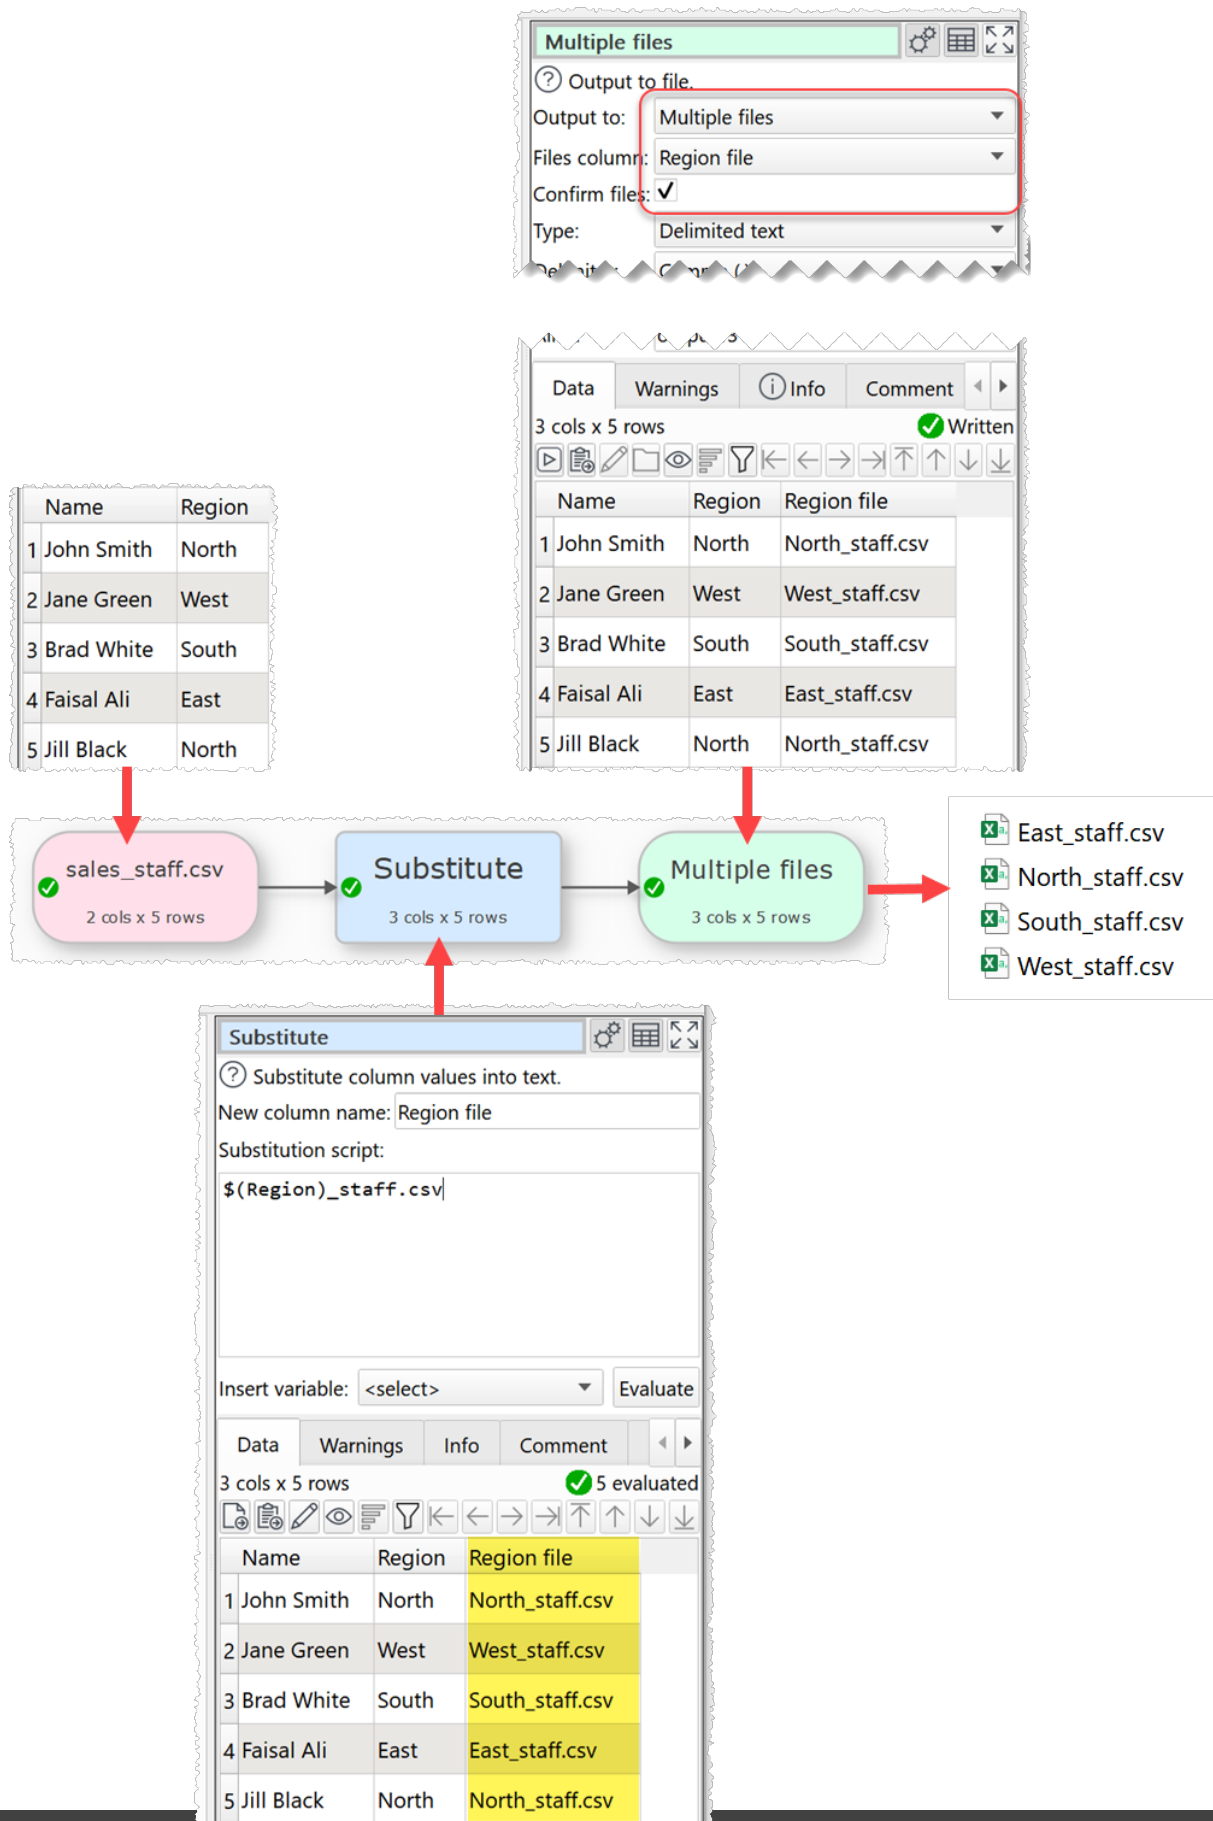 Multiple files
Output to file.
Output to: Multiple files
Files column: Region file
Confirm files:
Type: Delimited text
Data Warnings Info Comment
3 cols x 5 rows Written
Name Region Region file
1 John Smith North North_staff.csv
2 Jane Green West West_staff.csv
3 Brad White South South_staff.csv
4 Faisal Ali East East_staff.csv
5 Jill Black North North_staff.csv
Name Region
1 John Smith North
2 Jane Green West
3 Brad White South
4 Faisal Ali East
5 Jill Black North
sales_staff.csv
2 cols x 5 rows
Substitute
3 cols x 5 rows
Multiple files
3 cols x 5 rows
East_staff.csv
North_staff.csv
South_staff.csv
West_staff.csv
Substitute
Substitute column values into text.
New column name: Region file
Substitution script:
$(Region)_staff.csv
Insert variable: <select> Evaluate
Data Warnings Info Comment
3 cols x 5 rows 5 evaluated
Name Region Region file
1 John Smith North North_staff.csv
2 Jane Green West West_staff.csv
3 Brad White South South_staff.csv
4 Faisal Ali East East_staff.csv
5 Jill Black North North_staff.csv